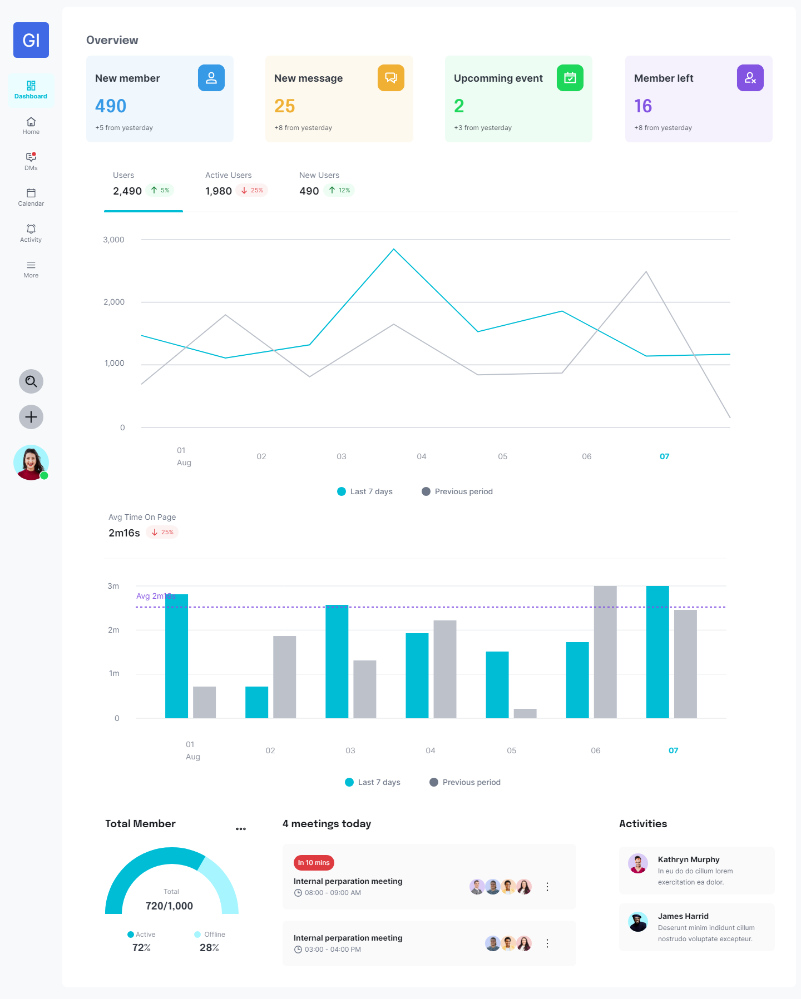 GI
Dashboard
Home
DMs
Calendar
Activity
More
Overview
New member
490
+5 from yesterday
New message
25
+8 from yesterday
Upcomming event
2
+3 from yesterday
Member left
16
+8 from yesterday
Users
2,490 5%
Active Users
1,980 25%
New Users
490 12%
3,000
2,000
1,000
0
01
Aug
02
03
04
05
06
07
Last 7 days
Previous period
Avg Time On Page
2m16s 25%
3m
Avg 2m16s
2m
1m
0
01
Aug
02
03
04
05
06
07
Last 7 days
Previous period
Total Member
Total
720/1,000
Active
72%
Offline
28%
4 meetings today
In 10 mins
Internal perparation meeting
08:00 - 09:00 AM
Internal perparation meeting
03:00 - 04:00 PM
Activities
Kathryn Murphy
In eu do do cillum lorem
exercitation ea dolor.
James Harrid
Deserunt minim indidunt cillum
nostrudo voluptate excepteur.